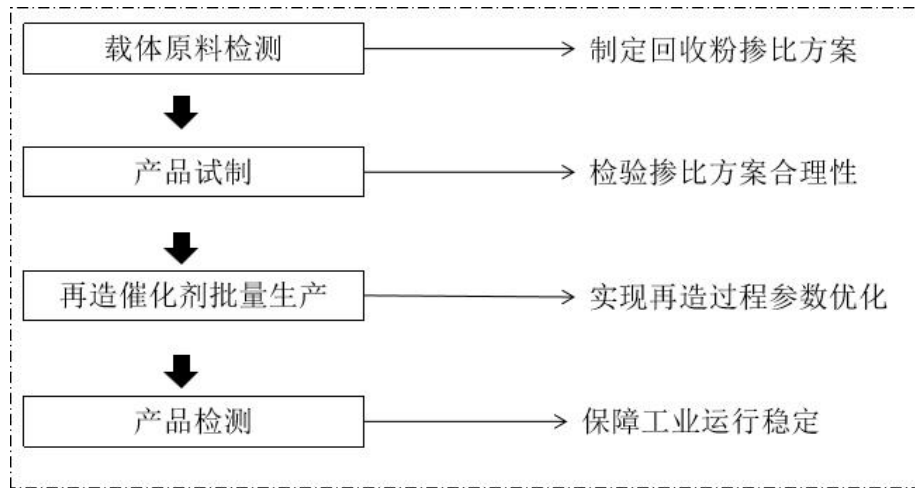 载体原料检测
制定回收粉掺比方案
产品试制
检验掺比方案合理性
再造催化剂批量生产
实现再造过程参数优化
产品检测
保障工业运行稳定